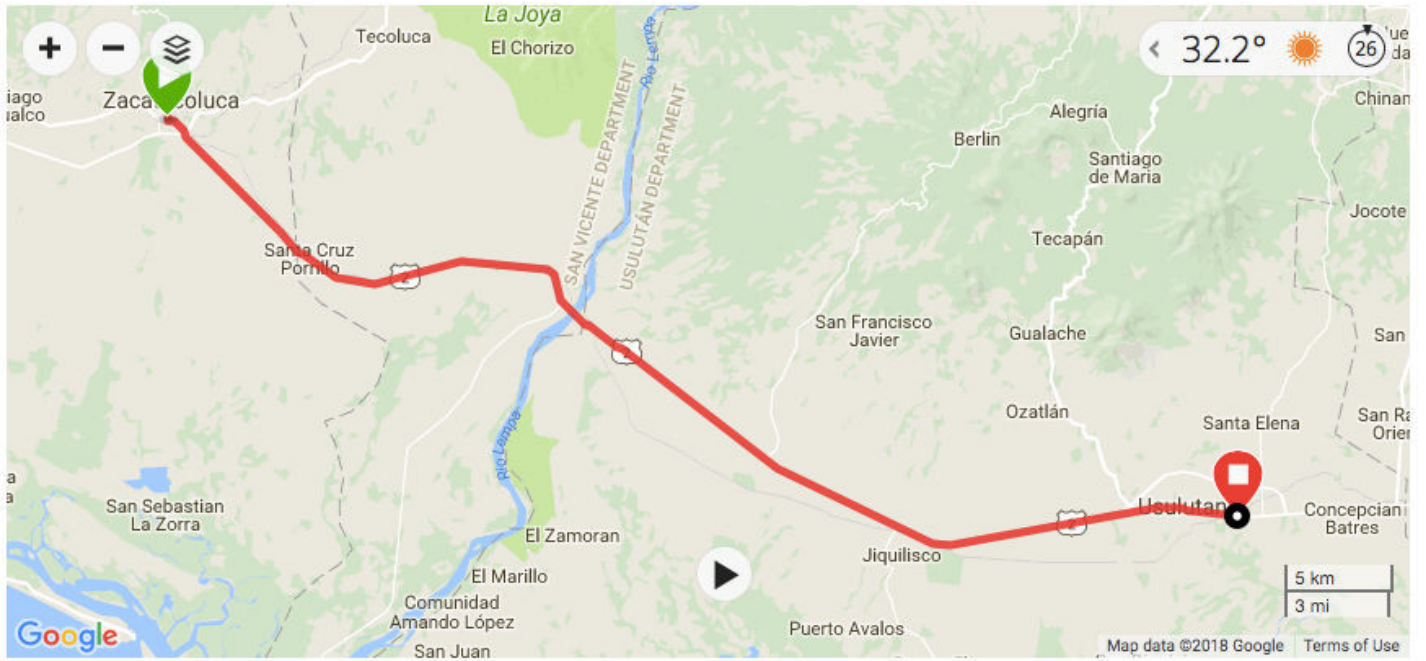 La Joya
Tecoluca
El Chorizo
Rio Lempa
32.2°
26
Zacatecoluca
Chinan
Alegría
Berlin
Santiago
de Maria
SAN VICENTE DEPARTMENT
USULUTÁN DEPARTMENT
Jocote
Tecapán
Santa Cruz
Porrillo
2
San Francisco
Javier
Gualache
San
2
Ozatlán
Santa Elena
San Ra
Orien
Rio Lempa
San Sebastian
La Zorra
Usulutan
Concepcian
Batres
2
El Zamoran
Jiquilisco
El Marillo
5 km
3 mi
Comunidad
Amando López
Puerto Avalos
San Juan
Google
Map data ©2018 Google
Terms of Use